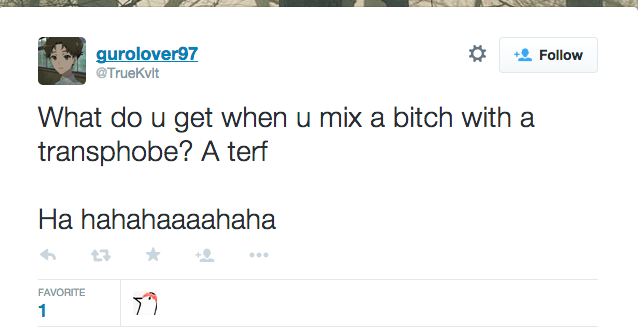 gurolover97
@TrueKvlt
Follow
What do u get when u mix a bitch with a
transphobe? A terf
Ha hahahaaaahaha
FAVORITE
1